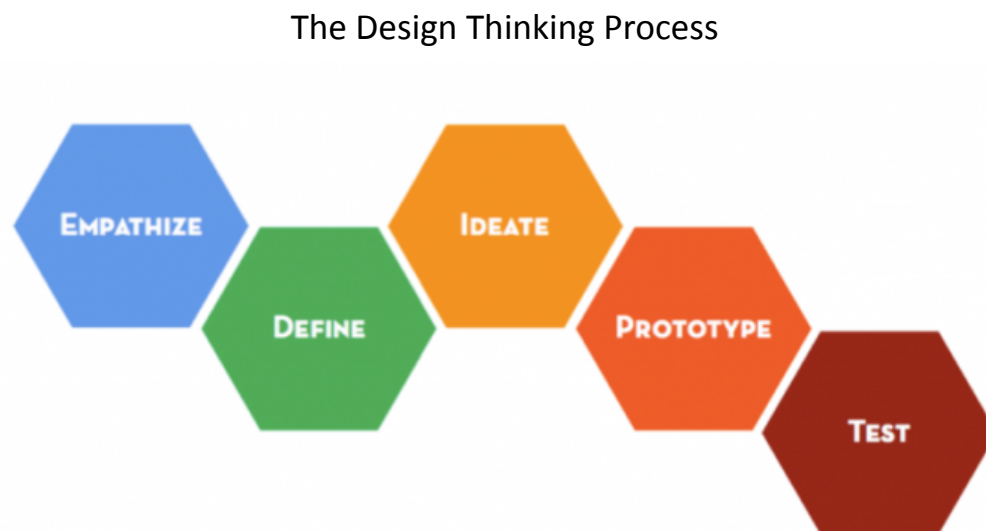 The Design Thinking Process
EMPATHIZE
DEFINE
IDEATE
PROTOTYPE
TEST